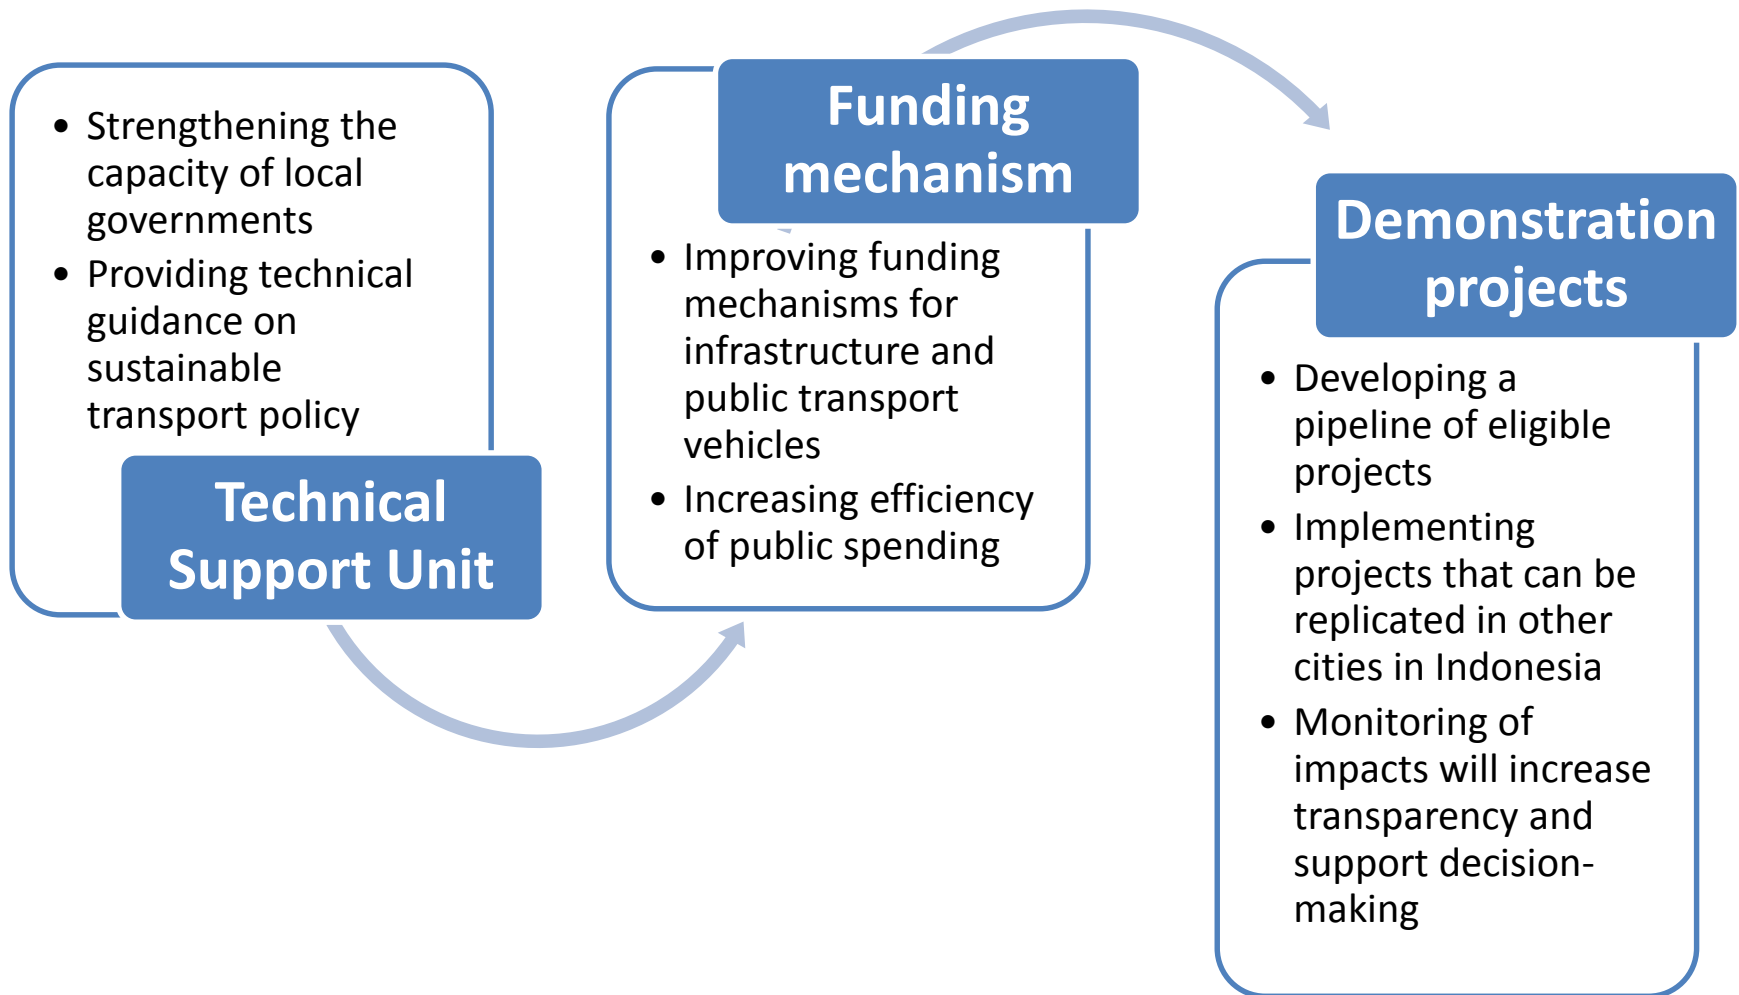 • Strengthening the
capacity of local
governments
• Providing technical
guidance on
sustainable
transport policy
Technical
Support Unit
Funding
mechanism
• Improving funding
mechanisms for
infrastructure and
public transport
vehicles
• Increasing efficiency
of public spending
Demonstration
projects
• Developing a
pipeline of eligible
projects
• Implementing
projects that can be
replicated in other
cities in Indonesia
• Monitoring of
impacts will increase
transparency and
support decision-
making